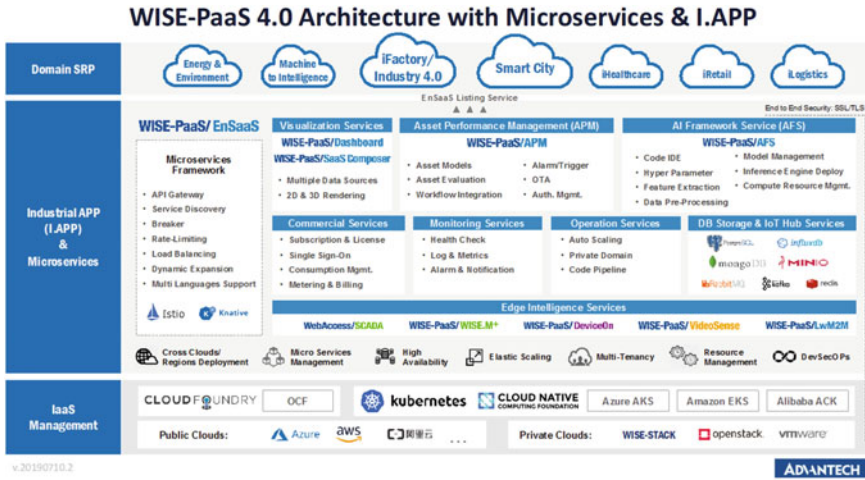 WISE-PaaS 4.0 Architecture with Microservices & I.APP
Domain SRP
Energy &
Environment
Machine
to Intelligence
iFactory/
Industry 4.0
Smart City
iHealthcare
iRetail
iLogistics
EnSaaS Listing Service
End to End Security: SSL/TLS
Industrial APP
(I.APP)
&
Microservices
WISE-PaaS/EnSaaS
Microservices
Framework
• API Gateway
• Service Discovery
• Breaker
• Rate-Limiting
• Load Balancing
• Dynamic Expansion
• Multi Languages Support
Istio
Knative
Visualization Services
WISE-PaaS/Dashboard
WISE-PaaS/SaaS Composer
• Multiple Data Sources
• 2D & 3D Rendering
Asset Performance Management (APM)
WISE-PaaS/APM
• Asset Models
• Asset Evaluation
• Workflow Integration
• Alarm/Trigger
• OTA
• Auth. Mgmt.
AI Framework Service (AFS)
WISE-PaaS/AFS
• Code IDE
• Hyper Parameter
• Feature Extraction
• Data Pre-Processing
• Model Management
• Inference Engine Deploy
• Compute Resource Mgmt.
Commercial Services
• Subscription & License
• Single Sign-On
• Consumption Mgmt.
• Metering & Billing
Monitoring Services
• Health Check
• Log & Metrics
• Alarm & Notification
Operation Services
• Auto Scaling
• Private Domain
• Code Pipeline
DB Storage & IoT Hub Services
PostgreSQL
influxdb
mongoDB
MINIO
RabbitMQ
kafka
redis
Edge Intelligence Services
WebAccess/SCADA
WISE-PaaS/WISE.M+
WISE-PaaS/DeviceOn
WISE-PaaS/VideoSense
WISE-PaaS/LwM2M
Cross Clouds/
Regions Deployment
Micro Services
Management
High
Availability
Elastic Scaling
Multi-Tenancy
Resource
Management
DevSecOPs
IaaS
Management
CLOUDFOUNDRY
OCF
kubernetes
CLOUD NATIVE
COMPUTING FOUNDATION
Azure AKS
Amazon EKS
Alibaba ACK
Public Clouds:
Azure
aws
阿里云
...
Private Clouds:
WISE-STACK
openstack.
vmware
v.20190710.2
ADVANTECH